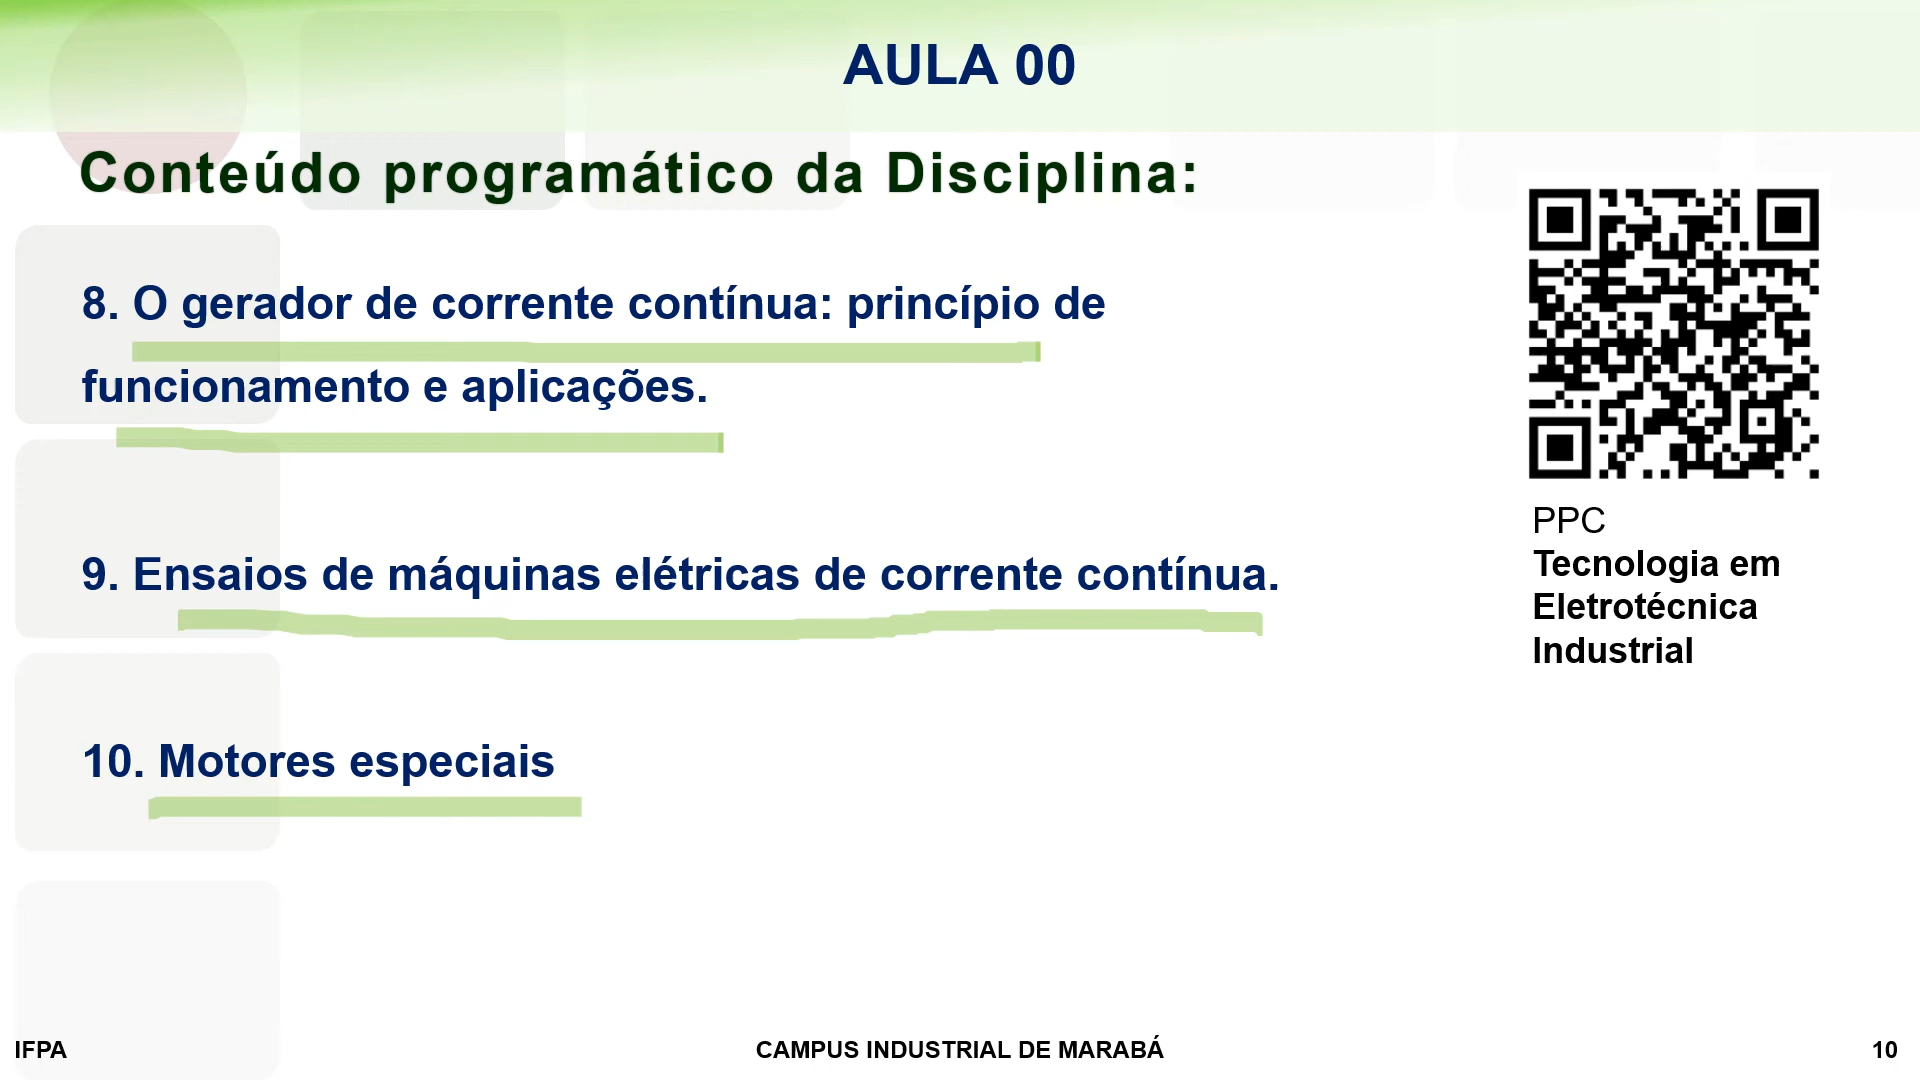 AULA 00
Conteúdo programático da Disciplina:
8. O gerador de corrente contínua: princípio de
funcionamento e aplicações.
9. Ensaios de máquinas elétricas de corrente contínua.
10. Motores especiais
PPC
Tecnologia em
Eletrotécnica
Industrial
IFPA
CAMPUS INDUSTRIAL DE MARABÁ
10